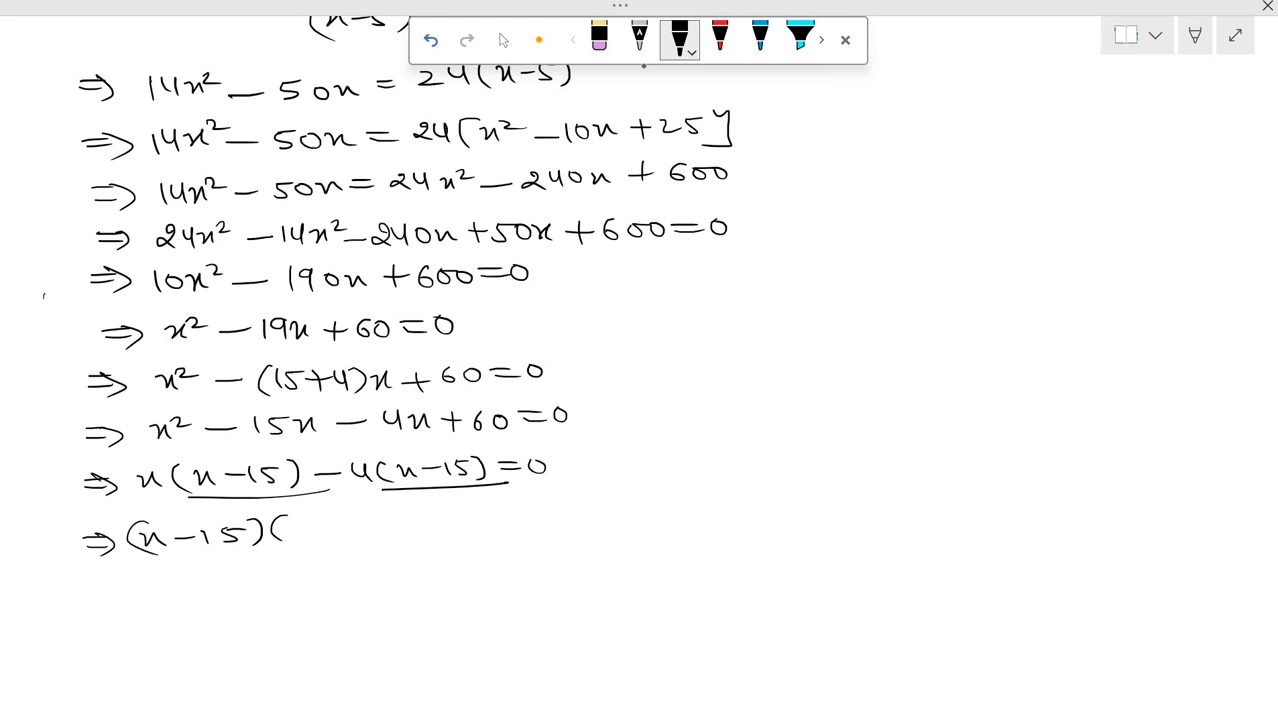 (x-5)
⇒ 14x² - 50x = 24(x-5)
⇒ 14x² - 50x = 24[x² - 10x + 25]
⇒ 14x² - 50x = 24x² - 240x + 600
⇒ 24x² - 14x² - 240x + 50x + 600 = 0
⇒ 10x² - 190x + 600 = 0
⇒ x² - 19x + 60 = 0
⇒ x² - (15+4)x + 60 = 0
⇒ x² - 15x - 4x + 60 = 0
⇒ x(x-15) - 4(x-15) = 0
⇒ (x-15)(